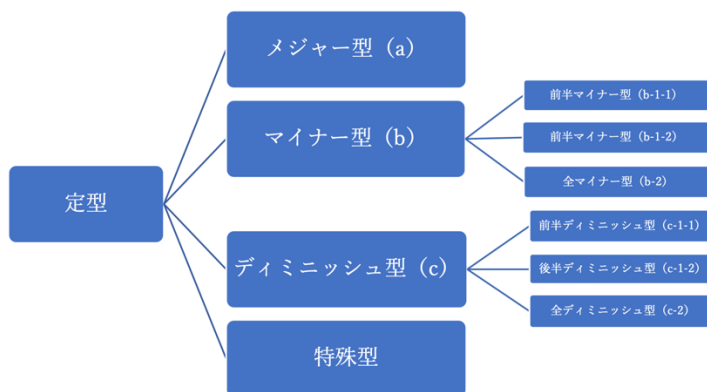 定型
メジャー型（a）
マイナー型（b）
前半マイナー型（b-1-1）
前半マイナー型（b-1-2）
全マイナー型（b-2）
ディミニッシュ型（c）
前半ディミニッシュ型（c-1-1）
後半ディミニッシュ型（c-1-2）
全ディミニッシュ型（c-2）
特殊型